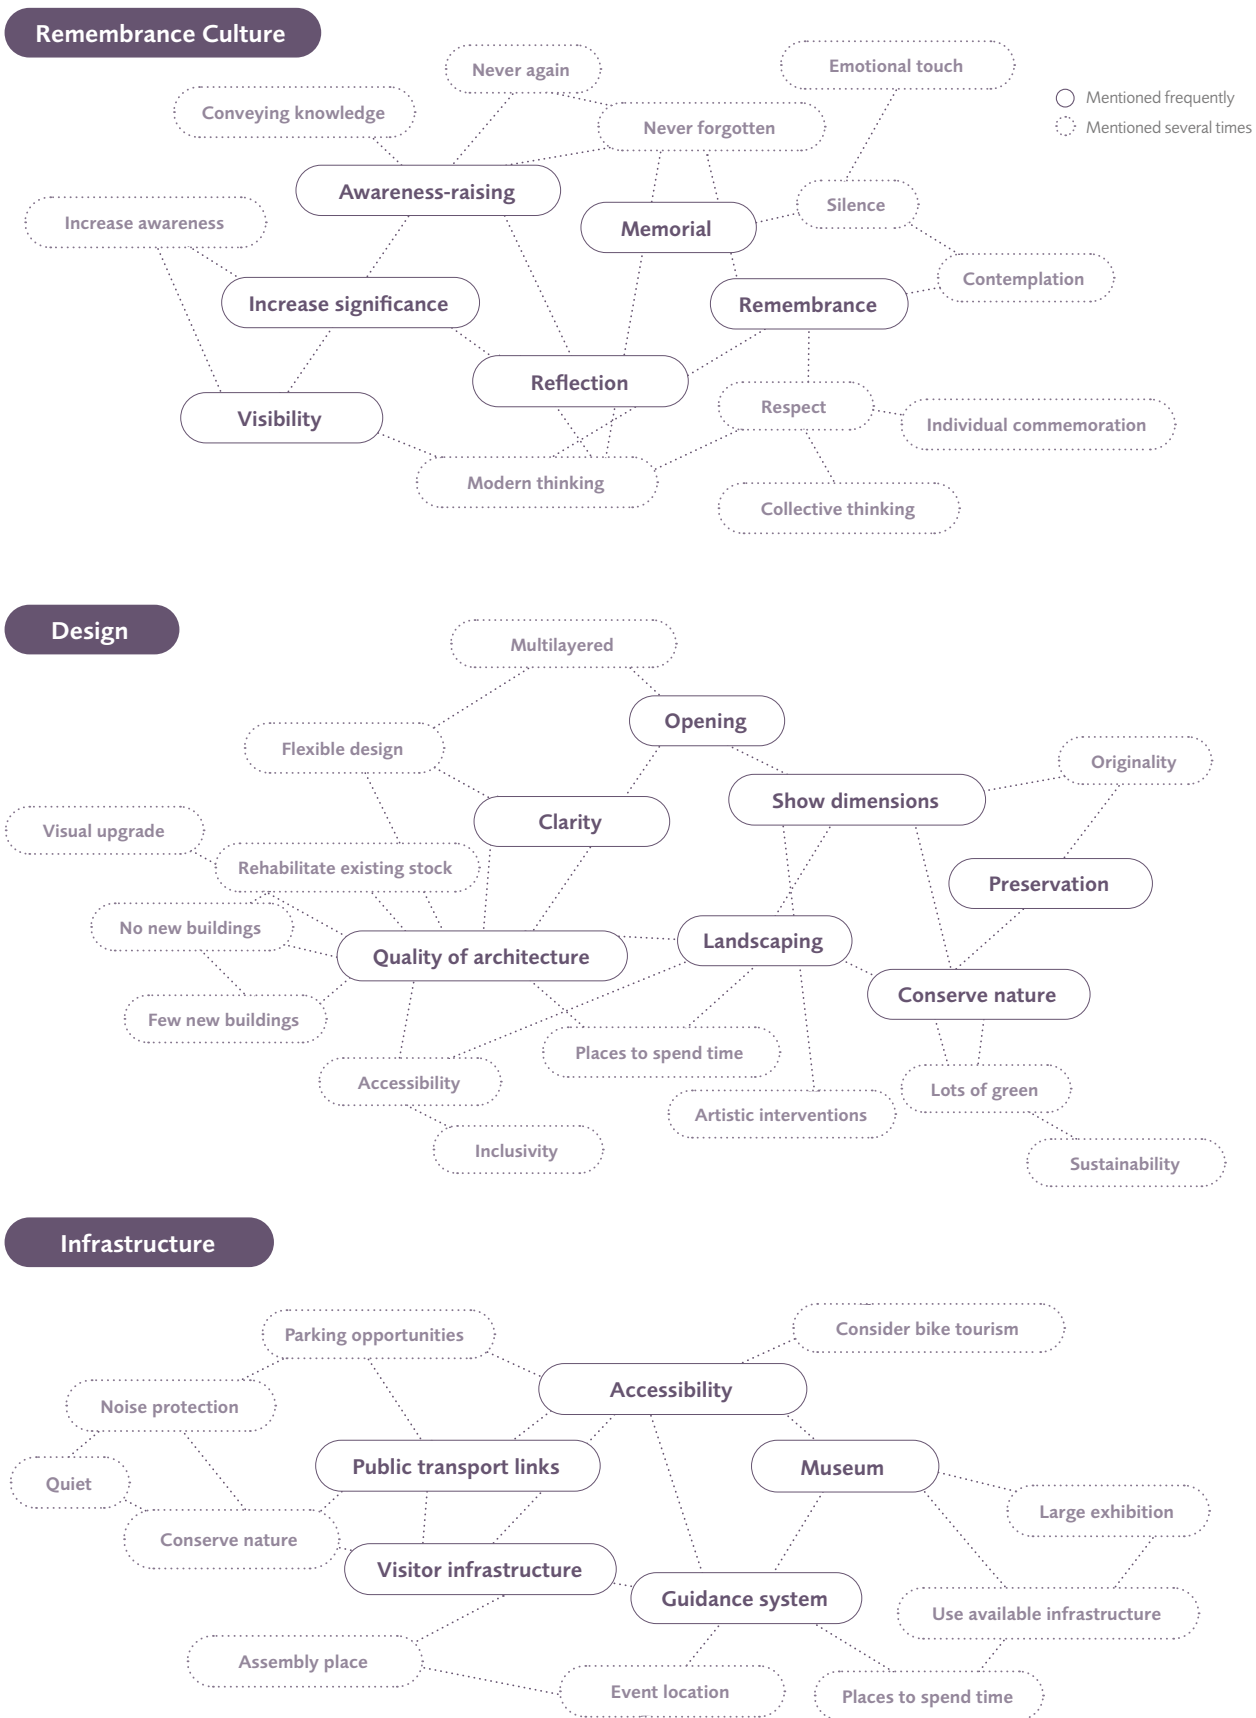 Remembrance Culture
Never again
Emotional touch
Mentioned frequently
Conveying knowledge
Never forgotten
Mentioned several times
Awareness-raising
Silence
Increase awareness
Memorial
Contemplation
Increase significance
Remembrance
Reflection
Respect
Visibility
Individual commemoration
Modern thinking
Collective thinking
Design
Multilayered
Opening
Flexible design
Originality
Show dimensions
Clarity
Visual upgrade
Rehabilitate existing stock
Preservation
No new buildings
Landscaping
Quality of architecture
Conserve nature
Few new buildings
Places to spend time
Accessibility
Lots of green
Artistic interventions
Inclusivity
Sustainability
Infrastructure
Parking opportunities
Consider bike tourism
Accessibility
Noise protection
Public transport links
Museum
Quiet
Large exhibition
Conserve nature
Visitor infrastructure
Guidance system
Use available infrastructure
Assembly place
Event location
Places to spend time